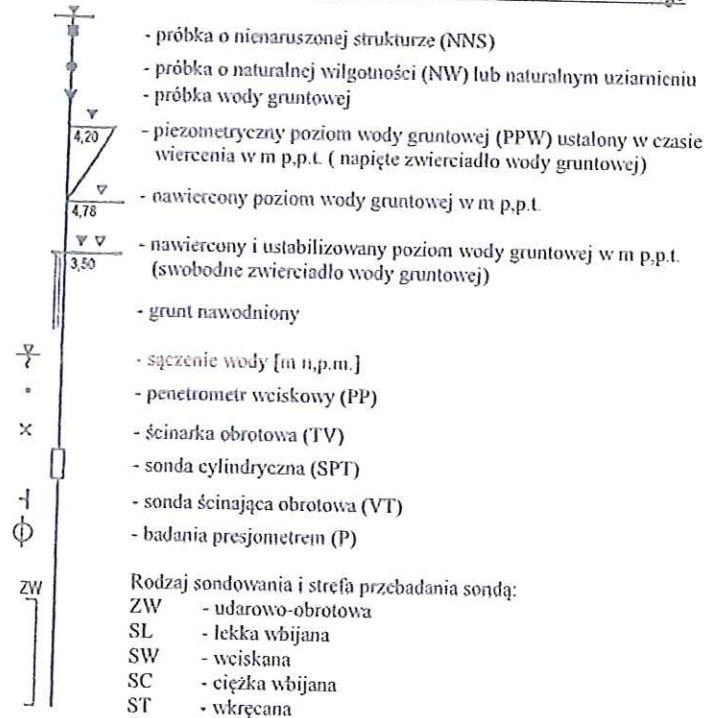 - próbka o nienaruszonej strukturze (NNS)
- próbka o naturalnej wilgotności (NW) lub naturalnym uziarnieniu
- próbka wody gruntowej
4,20
- piezometryczny poziom wody gruntowej (PPW) ustalony w czasie
wiercenia w m p,p.t. ( napięte zwierciadło wody gruntowej)
4,78
- nawiercony poziom wody gruntowej w m p,p.t.
3,50
- nawiercony i ustabilizowany poziom wody gruntowej w m p,p.t.
(swobodne zwierciadło wody gruntowej)
- grunt nawodniony
- sączenie wody [m n,p.m.]
- penetrometr wciskowy (PP)
- ścinarka obrotowa (TV)
- sonda cylindryczna (SPT)
- sonda ścinająca obrotowa (VT)
- badania presjometrem (P)
ZW
Rodzaj sondowania i strefa przebadania sondą:
ZW - udarowo-obrotowa
SL - lekka wbijana
SW - wciskana
SC - ciężka wbijana
ST - wkręcana